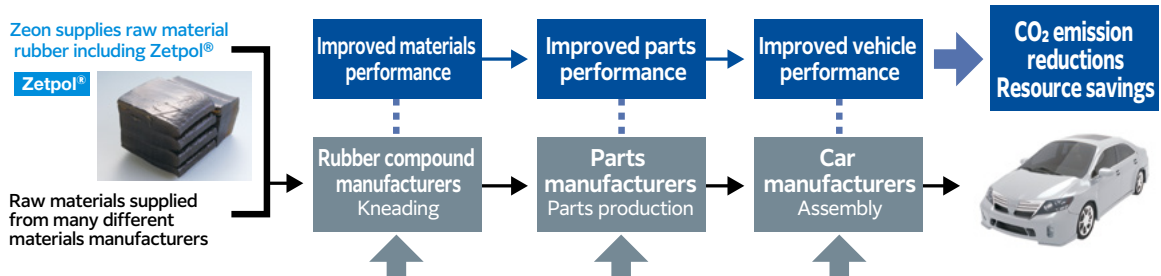 Zeon supplies raw material
rubber including Zetpol®
Zetpol®
Raw materials supplied
from many different
materials manufacturers
Improved materials
performance
Improved parts
performance
Improved vehicle
performance
CO₂ emission
reductions
Resource savings
Rubber compound
manufacturers
Kneading
Parts
manufacturers
Parts production
Car
manufacturers
Assembly